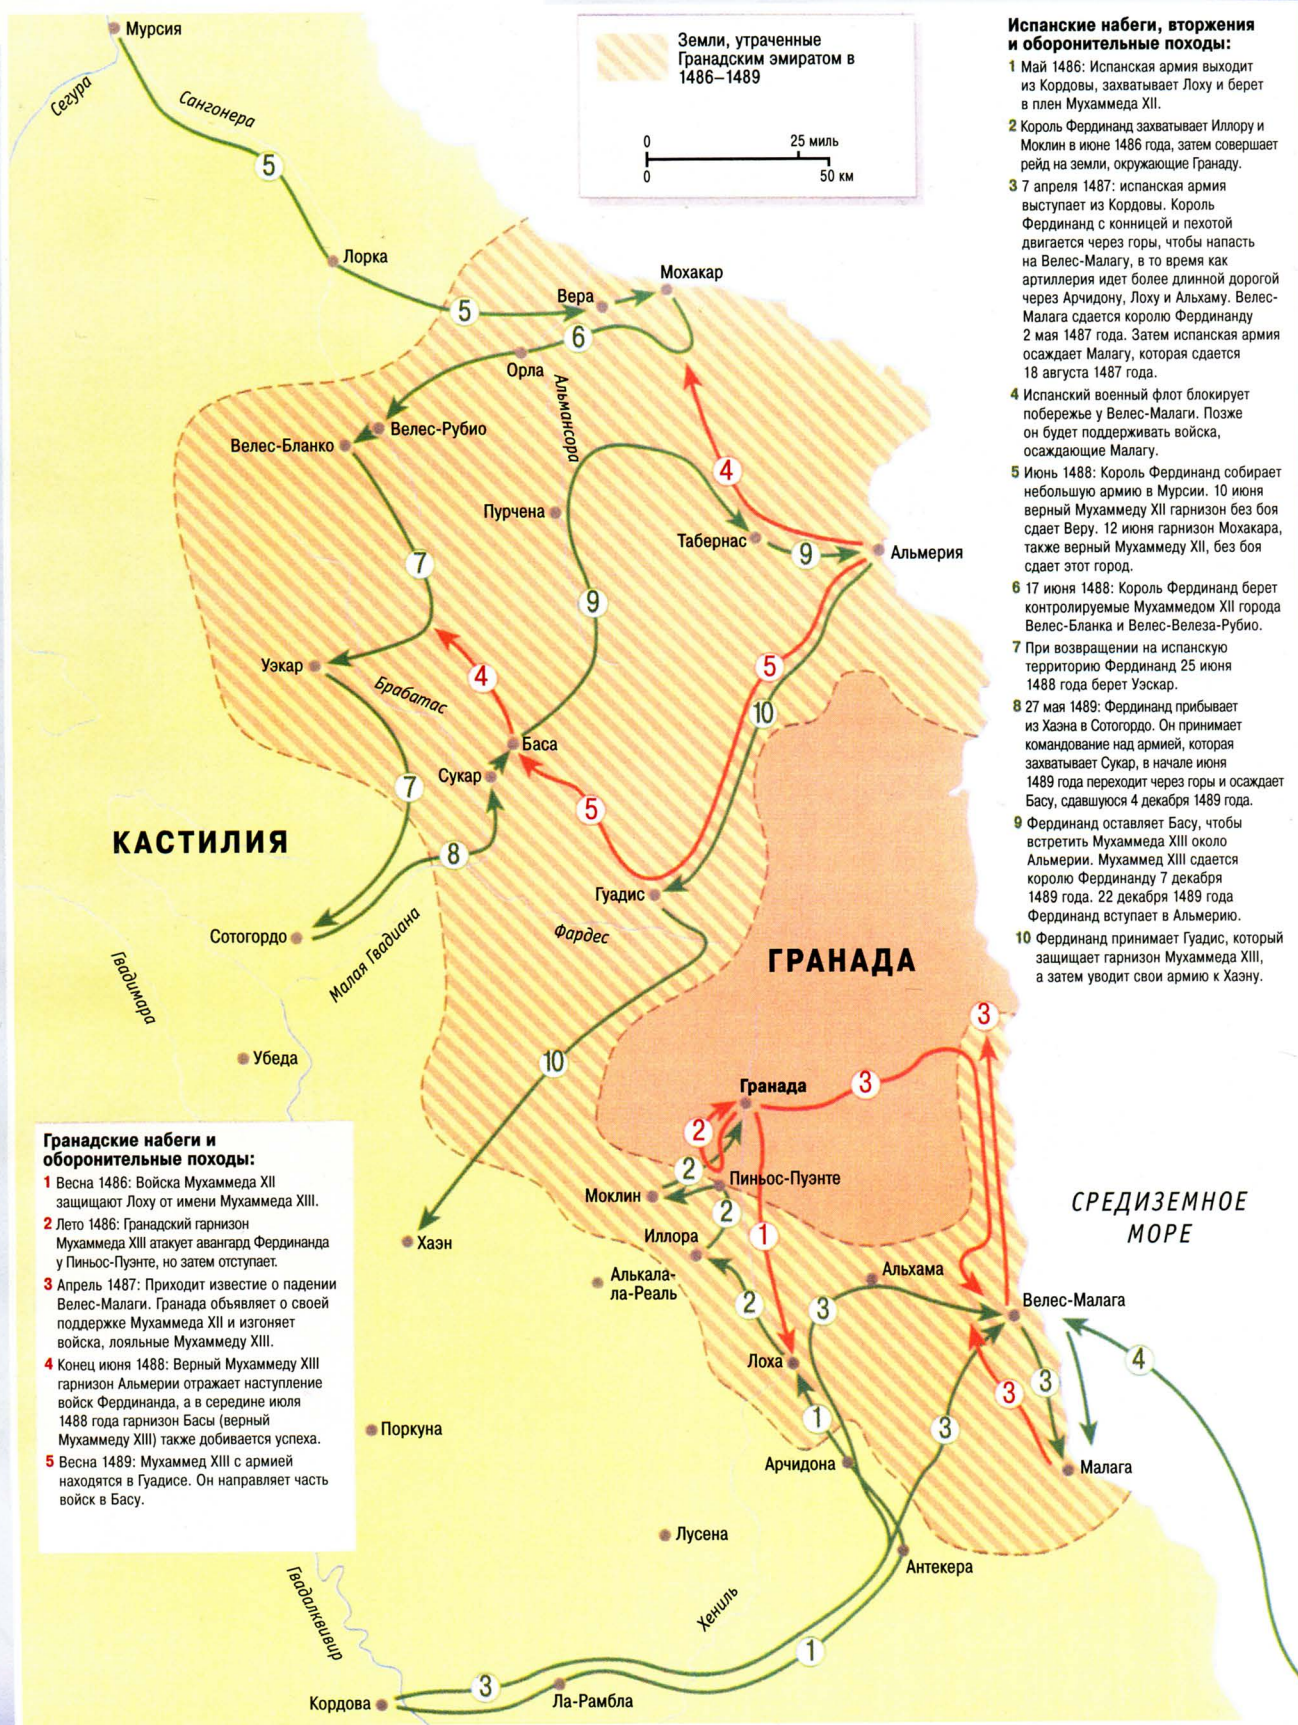 Мурсия
Сегура
Сангонера
5
Земли, утраченные
Гранадским эмиратом в
1486–1489
0
25 миль
0
50 км
Испанские набеги, вторжения
и оборонительные походы:
1 Май 1486: Испанская армия выходит
из Кордовы, захватывает Лоху и берет
в плен Мухаммеда XII.
2 Король Фердинанд захватывает Иллору и
Моклин в июне 1486 года, затем совершает
рейд на земли, окружающие Гранаду.
3 7 апреля 1487: испанская армия
выступает из Кордовы. Король
Фердинанд с конницей и пехотой
двигается через горы, чтобы напасть
на Велес-Малагу, в то время как
артиллерия идет более длинной дорогой
через Арчидону, Лоху и Альхаму. Велес-
Малага сдается королю Фердинанду
2 мая 1487 года. Затем испанская армия
осаждает Малагу, которая сдается
18 августа 1487 года.
4 Испанский военный флот блокирует
побережье у Велес-Малаги. Позже
он будет поддерживать войска,
осаждающие Малагу.
5 Июнь 1488: Король Фердинанд собирает
небольшую армию в Мурсии. 10 июня
верный Мухаммеду XII гарнизон без боя
сдает Веру. 12 июня гарнизон Мохакара,
также верный Мухаммеду XII, без боя
сдает этот город.
6 17 июня 1488: Король Фердинанд берет
контролируемые Мухаммедом XII города
Велес-Бланка и Велес-Велеза-Рубио.
7 При возвращении на испанскую
территорию Фердинанд 25 июня
1488 года берет Уэскар.
8 27 мая 1489: Фердинанд прибывает
из Хаэна в Сотогордо. Он принимает
командование над армией, которая
захватывает Сукар, в начале июня
1489 года переходит через горы и осаждает
Басу, сдавшуюся 4 декабря 1489 года.
9 Фердинанд оставляет Басу, чтобы
встретить Мухаммеда XIII около
Альмерии. Мухаммед XIII сдается
королю Фердинанду 7 декабря
1489 года. 22 декабря 1489 года
Фердинанд вступает в Альмерию.
10 Фердинанд принимает Гуадис, который
защищает гарнизон Мухаммеда XIII,
а затем уводит свои армию к Хаэну.
Лорка
5
Вера
Мохакар
6
Орла
Альмансора
Велес-Рубио
Велес-Бланко
4
Пурчена
Табернас
9
Альмерия
7
9
Уэкар
4
5
Брабатас
10
Баса
Сукар
7
5
КАСТИЛИЯ
8
Гуадис
Сотогордо
Малая Гвадиана
Фардес
ГРАНАДА
Гвадимара
3
Убеда
10
Гранада
3
2
2
Пиньос-Пуэнте
Моклин
2
Иллора
1
СРЕДИЗЕМНОЕ
МОРЕ
Хаэн
Алькала-
ла-Реаль
Альхама
2
3
Велес-Малага
Лоха
4
3
3
1
3
Поркуна
Арчидона
Малага
Лусена
Антекера
Хениль
Гвадалквивир
1
3
Кордова
Ла-Рамбла
Гранадские набеги и
оборонительные походы:
1 Весна 1486: Войска Мухаммеда XII
защищают Лоху от имени Мухаммеда XIII.
2 Лето 1486: Гранадский гарнизон
Мухаммеда XIII атакует авангард Фердинанда
у Пиньос-Пуэнте, но затем отступает.
3 Апрель 1487: Приходит известие о падении
Велес-Малаги. Гранада объявляет о своей
поддержке Мухаммеда XII и изгоняет
войска, лояльные Мухаммеду XIII.
4 Конец июня 1488: Верный Мухаммеду XIII
гарнизон Альмерии отражает наступление
войск Фердинанда, а в середине июля
1488 года гарнизон Басы (верный
Мухаммеду XIII) также добивается успеха.
5 Весна 1489: Мухаммед XIII с армией
находятся в Гуадисе. Он направляет часть
войск в Басу.